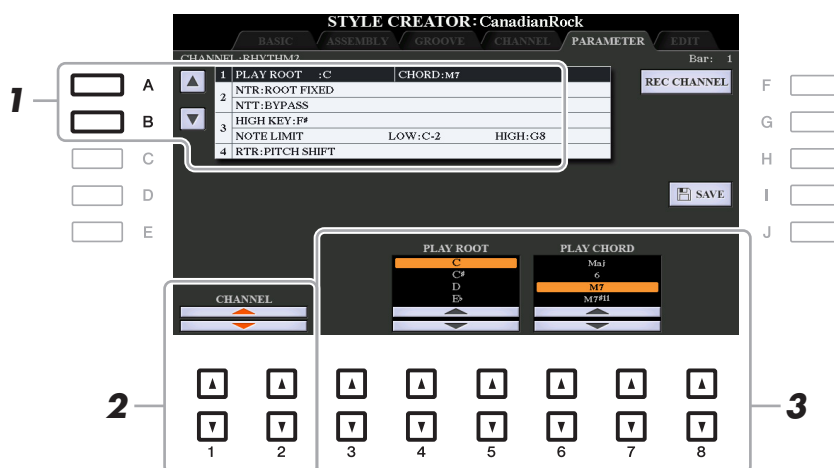 STYLE CREATOR: CanadianRock
BASIC ASSEMBLY GROOVE CHANNEL PARAMETER EDIT
CHANNEL :RHYTHM2 Bar: 1
1 PLAY ROOT :C CHORD:M7
2 NTR:ROOT FIXED
NTT:BYPASS
3 HIGH KEY:F#
NOTE LIMIT LOW:C-2 HIGH:G8
4 RTR:PITCH SHIFT
REC CHANNEL
SAVE
1
A
B
C
D
E
F
G
H
I
J
PLAY ROOT
C
C#
D
E♭
PLAY CHORD
Maj
6
M7
M7#11
CHANNEL
2
3
1 2 3 4 5 6 7 8